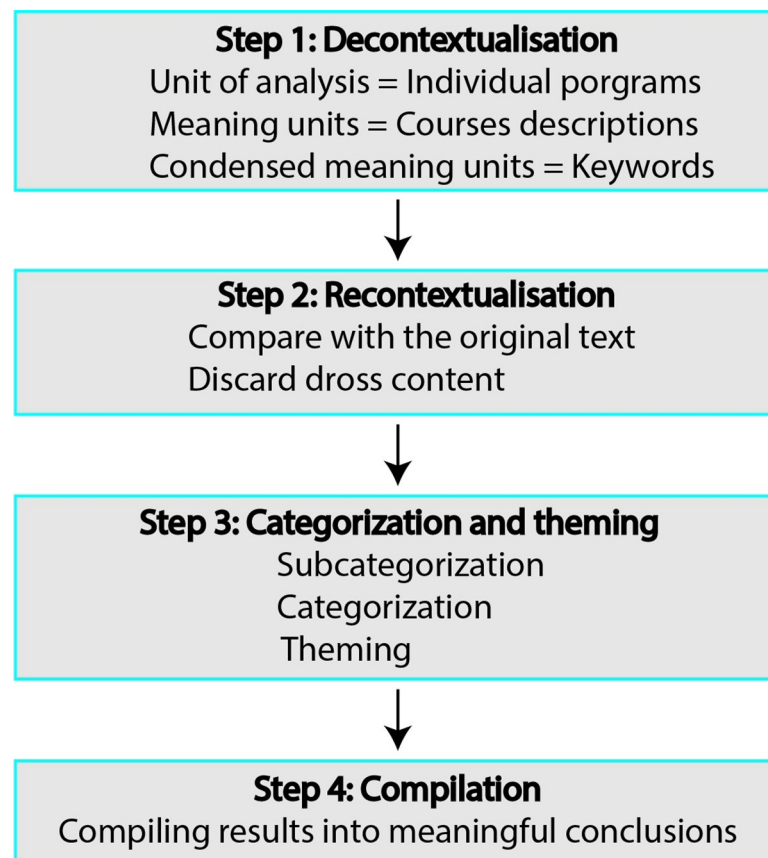 Step 1: Decontextualisation
Unit of analysis = Individual porgrams
Meaning units = Courses descriptions
Condensed meaning units = Keywords
Step 2: Recontextualisation
Compare with the original text
Discard dross content
Step 3: Categorization and theming
Subcategorization
Categorization
Theming
Step 4: Compilation
Compiling results into meaningful conclusions